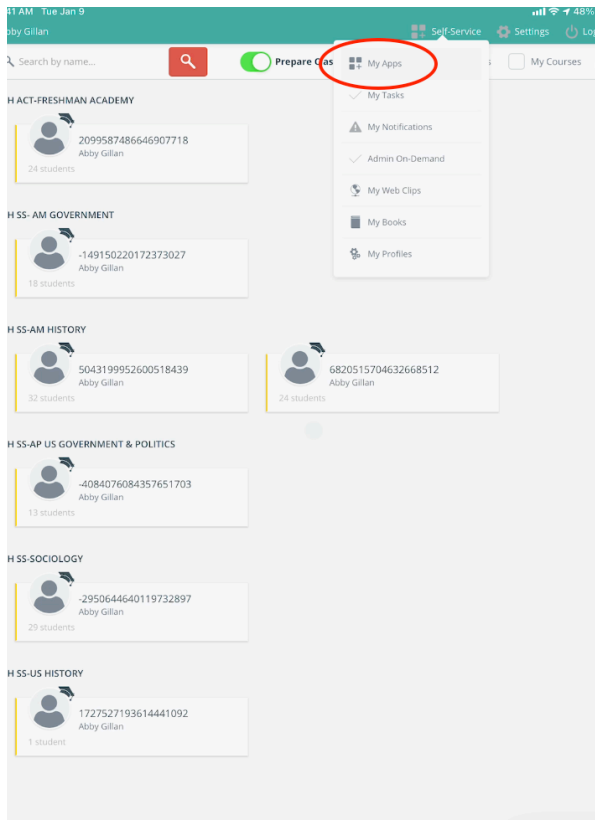 41 AM Tue Jan 9 48%
bby Gillan Self-Service Settings Lo
Search by name... Prepare Clas My Courses
My Apps
My Tasks
My Notifications
Admin On-Demand
My Web Clips
My Books
My Profiles
H ACT-FRESHMAN ACADEMY
2099587486646907718
Abby Gillan
24 students
H SS- AM GOVERNMENT
-149150220172373027
Abby Gillan
18 students
H SS-AM HISTORY
5043199952600518439
Abby Gillan
32 students
6820515704632668512
Abby Gillan
24 students
H SS-AP US GOVERNMENT & POLITICS
-4084076084357651703
Abby Gillan
13 students
H SS-SOCIOLOGY
-2950644640119732897
Abby Gillan
29 students
H SS-US HISTORY
1727527193614441092
Abby Gillan
1 student